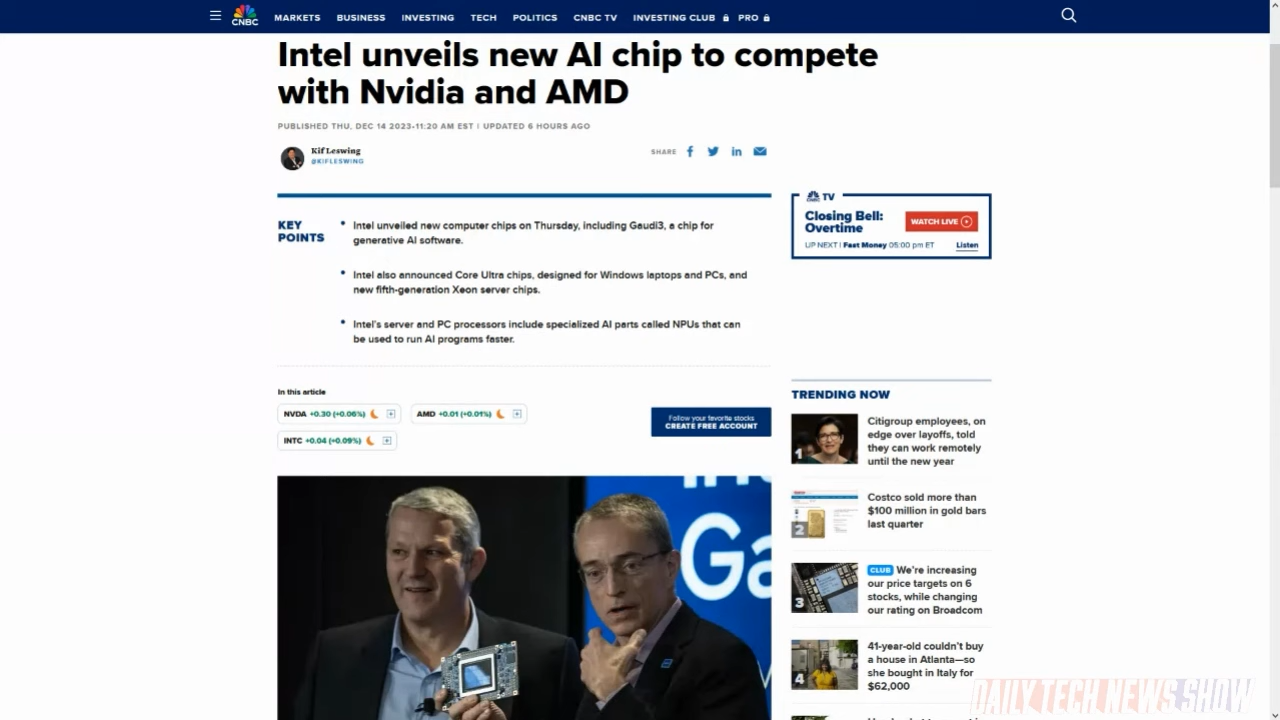 CNBC
MARKETS BUSINESS INVESTING TECH POLITICS CNBC TV INVESTING CLUB PRO
Intel unveils new AI chip to compete
with Nvidia and AMD
PUBLISHED THU, DEC 14 2023-11:20 AM EST | UPDATED 6 HOURS AGO
Kif Leswing
@KIFLESWING
SHARE
KEY
POINTS
Intel unveiled new computer chips on Thursday, including Gaudi3, a chip for
generative AI software.
Intel also announced Core Ultra chips, designed for Windows laptops and PCs, and
new fifth-generation Xeon server chips.
Intel's server and PC processors include specialized AI parts called NPUs that can
be used to run AI programs faster.
In this article
NVDA +0.30 (+0.06%)
AMD +0.01 (+0.01%)
INTC +0.04 (+0.09%)
Follow your favorite stocks
CREATE FREE ACCOUNT
Ga
TV
Closing Bell:
Overtime
WATCH LIVE
UP NEXT | Fast Money 05:00 pm ET
Listen
TRENDING NOW
1
Citigroup employees, on
edge over layoffs, told
they can work remotely
until the new year
2
Costco sold more than
$100 million in gold bars
last quarter
3
CLUB We're increasing
our price targets on 6
stocks, while changing
our rating on Broadcom
4
41-year-old couldn't buy
a house in Atlanta—so
she bought in Italy for
$62,000
DAILY TECH NEWS SHOW